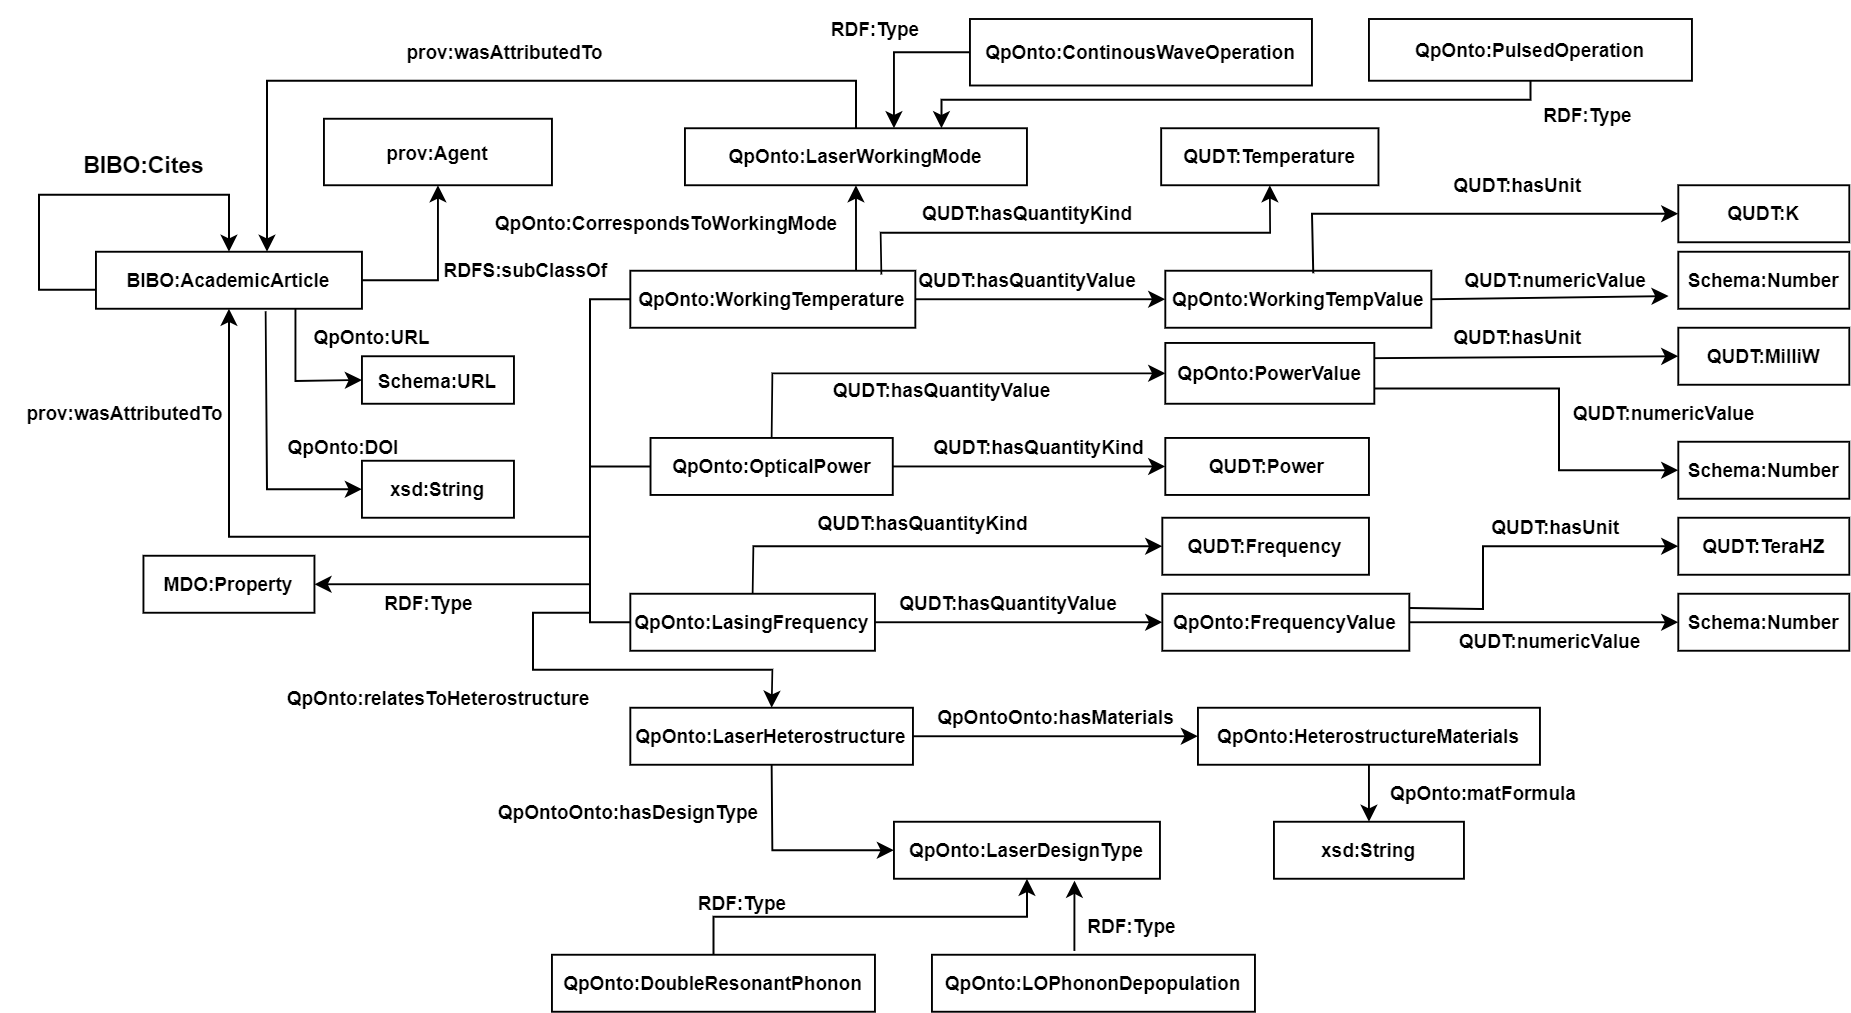 RDF:Type
QpOnto:ContinousWaveOperation
QpOnto:PulsedOperation
prov:wasAttributedTo
RDF:Type
prov:Agent
QpOnto:LaserWorkingMode
QUDT:Temperature
BIBO:Cites
QUDT:hasUnit
QpOnto:CorrespondsToWorkingMode
QUDT:hasQuantityKind
QUDT:K
BIBO:AcademicArticle
RDFS:subClassOf
QpOnto:WorkingTemperature
QUDT:hasQuantityValue
QpOnto:WorkingTempValue
QUDT:numericValue
Schema:Number
QpOnto:URL
QUDT:hasUnit
Schema:URL
QUDT:hasQuantityValue
QpOnto:PowerValue
QUDT:MilliW
prov:wasAttributedTo
QUDT:numericValue
QpOnto:DOI
QUDT:hasQuantityKind
xsd:String
QpOnto:OpticalPower
QUDT:Power
Schema:Number
QUDT:hasQuantityKind
QUDT:hasUnit
QUDT:Frequency
QUDT:TeraHZ
MDO:Property
RDF:Type
QUDT:hasQuantityValue
QpOnto:LasingFrequency
QpOnto:FrequencyValue
Schema:Number
QUDT:numericValue
QpOnto:relatesToHeterostructure
QpOntoOnto:hasMaterials
QpOnto:LaserHeterostructure
QpOnto:HeterostructureMaterials
QpOnto:matFormula
QpOntoOnto:hasDesignType
QpOnto:LaserDesignType
xsd:String
RDF:Type
RDF:Type
QpOnto:DoubleResonantPhonon
QpOnto:LOPhononDepopulation